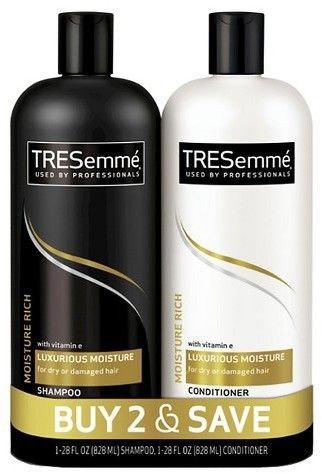 TRESemmé
USED BY PROFESSIONALS
MOISTURE RICH
with vitamin e
LUXURIOUS MOISTURE
for dry or damaged hair
SHAMPOO
TRESemmé
USED BY PROFESSIONALS
MOISTURE RICH
with vitamin e
LUXURIOUS MOISTURE
for dry or damaged hair
CONDITIONER
BUY 2 & SAVE
1-28 FL OZ (828 ML) SHAMPOO, 1-28 FL OZ (828 ML) CONDITIONER